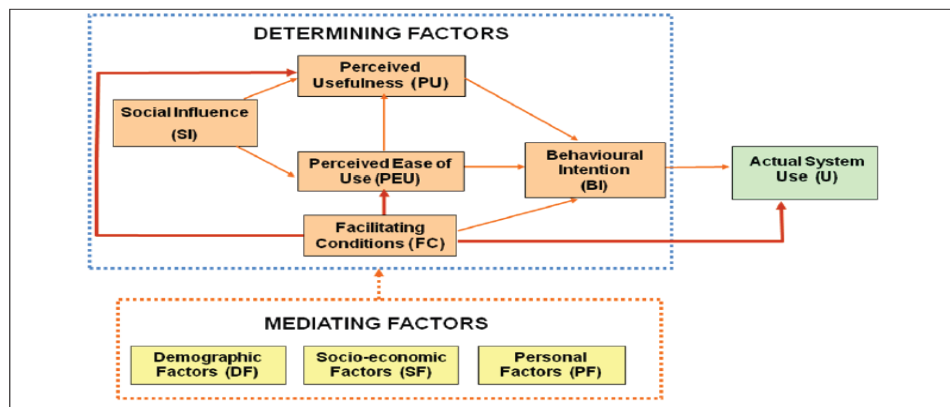 DETERMINING FACTORS
Perceived
Usefulness (PU)
Social Influence
(SI)
Perceived Ease of
Use (PEU)
Behavioural
Intention
(BI)
Actual System
Use (U)
Facilitating
Conditions (FC)
MEDIATING FACTORS
Demographic
Factors (DF)
Socio-economic
Factors (SF)
Personal
Factors (PF)